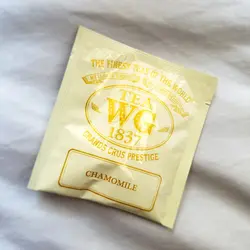 THE FINEST TEAS OF THE WORLD
TEA
WG
1837
GRANDS CRUS PRESTIGE
CHAMOMILE